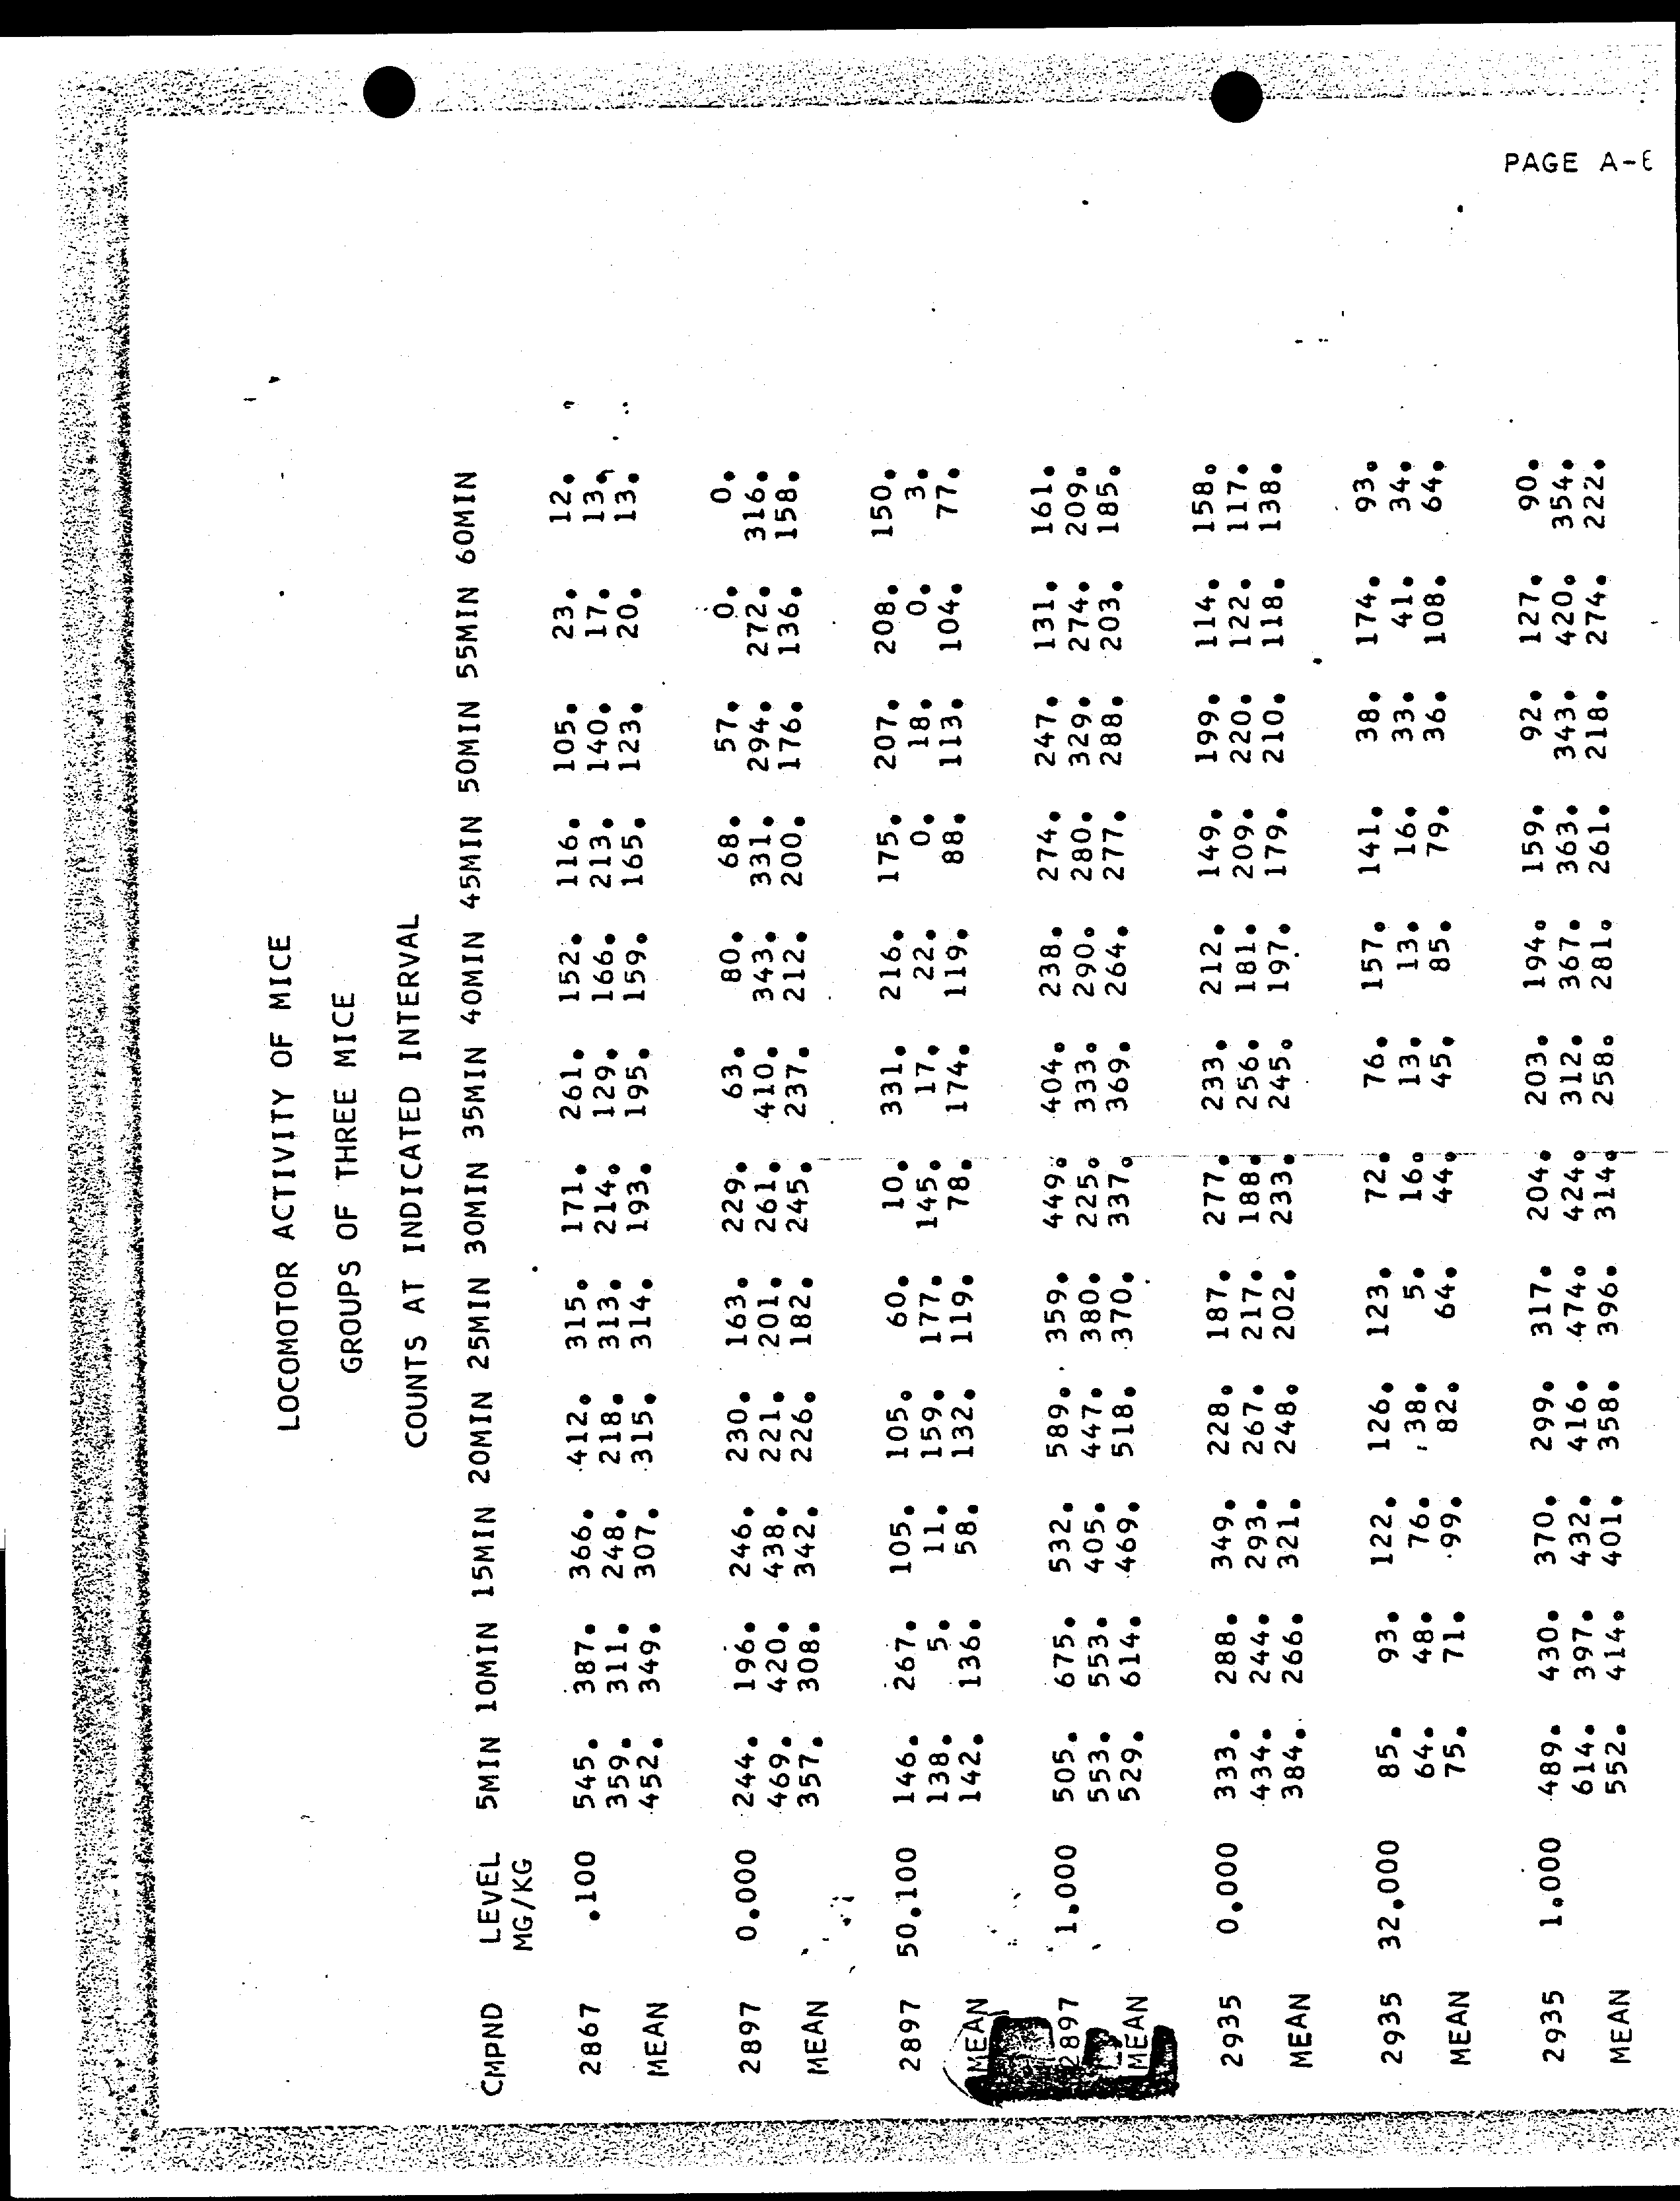 PAGE A-
LOCOMOTOR ACTIVITY OF MICE
GROUPS OF THREE MICE
COUNTS AT INDICATED INTERVAL
CMPND LEVEL 5MIN 10MIN 15MIN 20MIN 25MIN 30MIN 35MIN 40MIN 45MIN 50MIN 55MIN 60MIN
MG/KG
2867 .100 545. 387. 366. 412. 315. 171. 261. 152. 116. 105. 23. 12.
359. 311. 248. 218. 313. 214. 129. 166. 213. 140. 17. 13.
MEAN 452. 349. 307. 315. 314. 193. 195. 159. 165. 123. 20. 13.
2897 0.000 244. 196. 246. 230. 163. 229. 63. 80. 68. 57. 0. 0.
469. 420. 438. 221. 201. 261. 410. 343. 331. 294. 272. 316.
MEAN 357. 308. 342. 226. 182. 245. 237. 212. 200. 176. 136. 158.
2897 50.100 146. 267. 105. 105. 60. 10. 331. 216. 175. 207. 208. 150.
138. 5. 11. 159. 177. 145. 17. 22. 0. 18. 0. 3.
MEAN 142. 136. 58. 132. 119. 78. 174. 119. 88. 113. 104. 77.
2897 1.000 505. 675. 532. 589. 359. 449. 404. 238. 274. 247. 131. 161.
553. 553. 405. 447. 380. 225. 333. 290. 280. 329. 274. 209.
MEAN 529. 614. 469. 518. 370. 337. 369. 264. 277. 288. 203. 185.
2935 0.000 333. 288. 349. 228. 187. 277. 233. 212. 149. 199. 114. 158.
434. 244. 293. 267. 217. 188. 256. 181. 209. 220. 122. 117.
MEAN 384. 266. 321. 248. 202. 233. 245. 197. 179. 210. 118. 138.
2935 32.000 85. 93. 122. 126. 123. 72. 76. 157. 141. 38. 174. 93.
64. 48. 76. 38. 5. 16. 13. 13. 16. 33. 41. 34.
MEAN 75. 71. 99. 82. 64. 44. 45. 85. 79. 36. 108. 64.
2935 1.000 489. 430. 370. 299. 317. 204. 203. 194. 159. 92. 127. 90.
614. 397. 432. 416. 474. 424. 312. 367. 363. 343. 420. 354.
MEAN 552. 414. 401. 358. 396. 314. 258. 281. 261. 218. 274. 222.